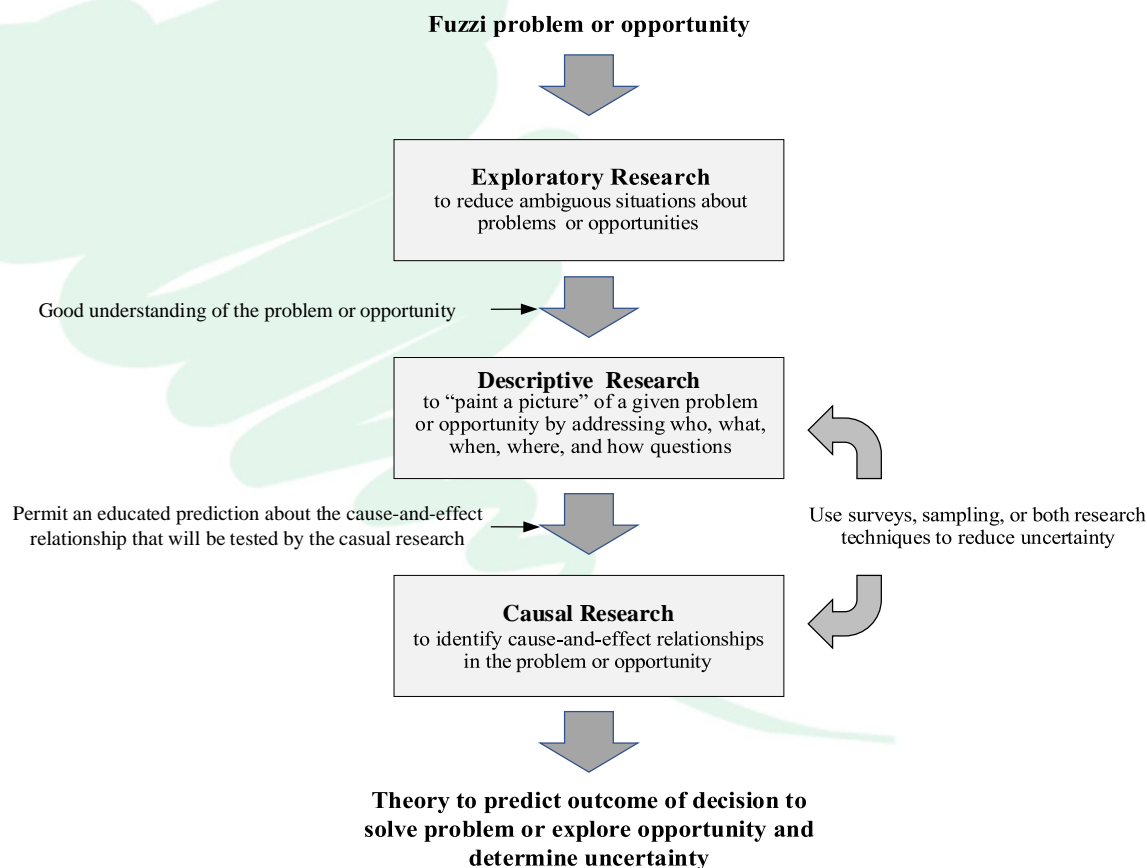 Fuzzi problem or opportunity
Exploratory Research
to reduce ambiguous situations about
problems or opportunities
Good understanding of the problem or opportunity
Descriptive Research
to “paint a picture” of a given problem
or opportunity by addressing who, what,
when, where, and how questions
Permit an educated prediction about the cause-and-effect
relationship that will be tested by the casual research
Use surveys, sampling, or both research
techniques to reduce uncertainty
Causal Research
to identify cause-and-effect relationships
in the problem or opportunity
Theory to predict outcome of decision to
solve problem or explore opportunity and
determine uncertainty